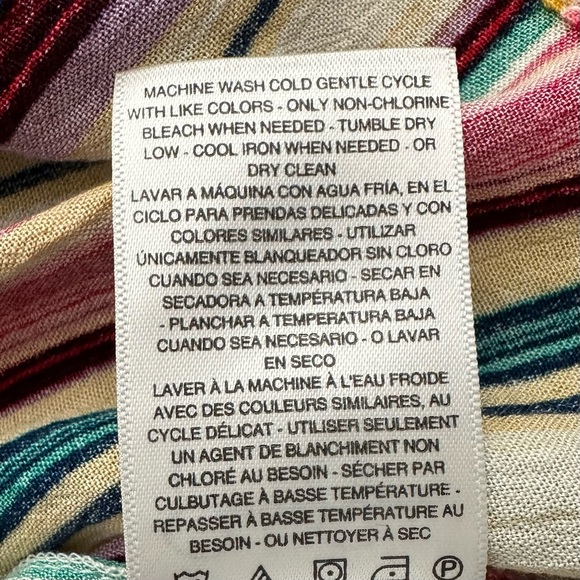 MACHINE WASH COLD GENTLE CYCLE
WITH LIKE COLORS - ONLY NON-CHLORINE
BLEACH WHEN NEEDED - TUMBLE DRY
LOW - COOL IRON WHEN NEEDED - OR
DRY CLEAN
LAVAR A MÁQUINA CON AGUA FRÍA, EN EL
CICLO PARA PRENDAS DELICADAS Y CON
COLORES SIMILARES - UTILIZAR
ÚNICAMENTE BLANQUEADOR SIN CLORO
CUANDO SEA NECESARIO - SECAR EN
SECADORA A TEMPÉRATURA BAJA
- PLANCHAR A TEMPERATURA BAJA
CUANDO SEA NECESARIO - O LAVAR
EN SECO
LAVER À LA MACHINE À L'EAU FROIDE
AVEC DES COULEURS SIMILAIRES, AU
CYCLE DÉLICAT - UTILISER SEULEMENT
UN AGENT DE BLANCHIMENT NON
CHLORÉ AU BESOIN - SÉCHER PAR
CULBUTAGE À BASSE TEMPÉRATURE -
REPASSER À BASSE TEMPÉRATURE AU
BESOIN - OU NETTOYER À SEC
P